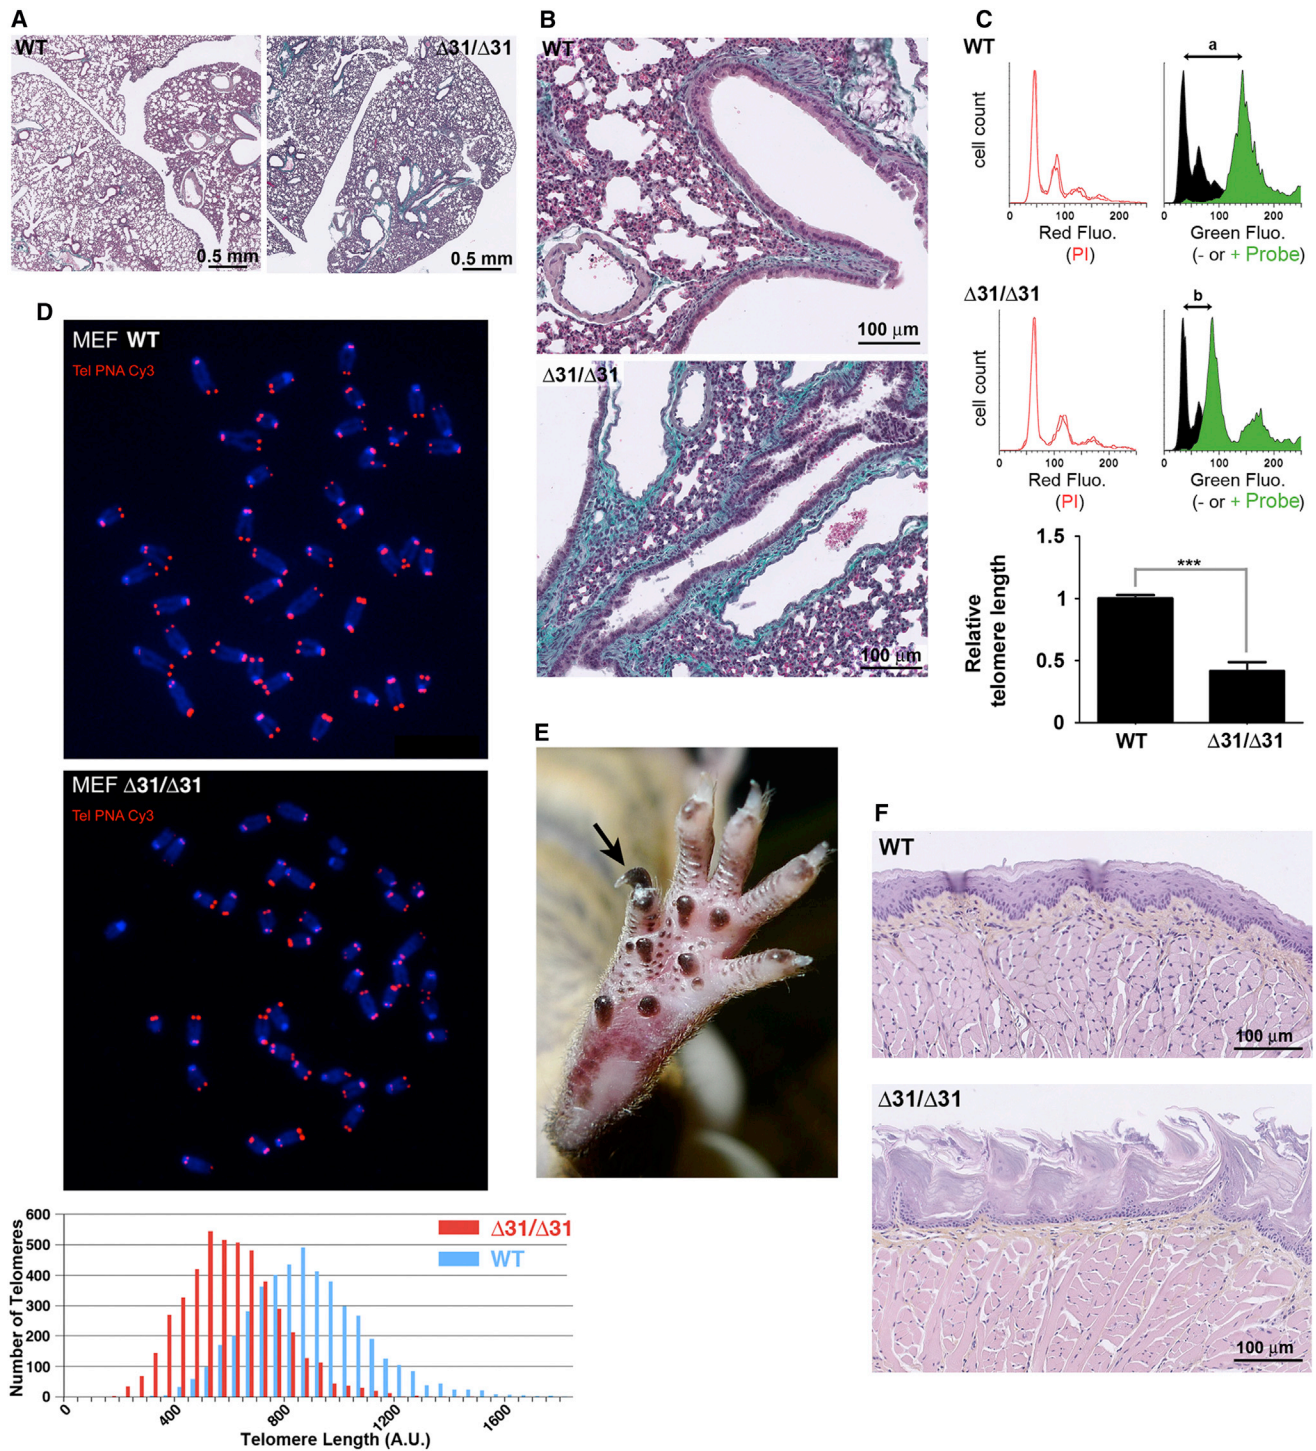 A
WT
Δ31/Δ31
0.5 mm
0.5 mm
B
WT
100 μm
Δ31/Δ31
100 μm
C
WT
a
cell count
0 100 200
0 100 200
Red Fluo.
(PI)
Green Fluo.
(- or + Probe)
Δ31/Δ31
b
cell count
0 100 200
0 100 200
Red Fluo.
(PI)
Green Fluo.
(- or + Probe)
1.5
1
0.5
0
Relative
telomere length
***
WT
Δ31/Δ31
D
MEF WT
Tel PNA Cy3
MEF Δ31/Δ31
Tel PNA Cy3
600
500
400
300
200
100
0
Number of Telomeres
Δ31/Δ31
WT
0 400 800 1200 1600
Telomere Length (A.U.)
E
F
WT
100 μm
Δ31/Δ31
100 μm